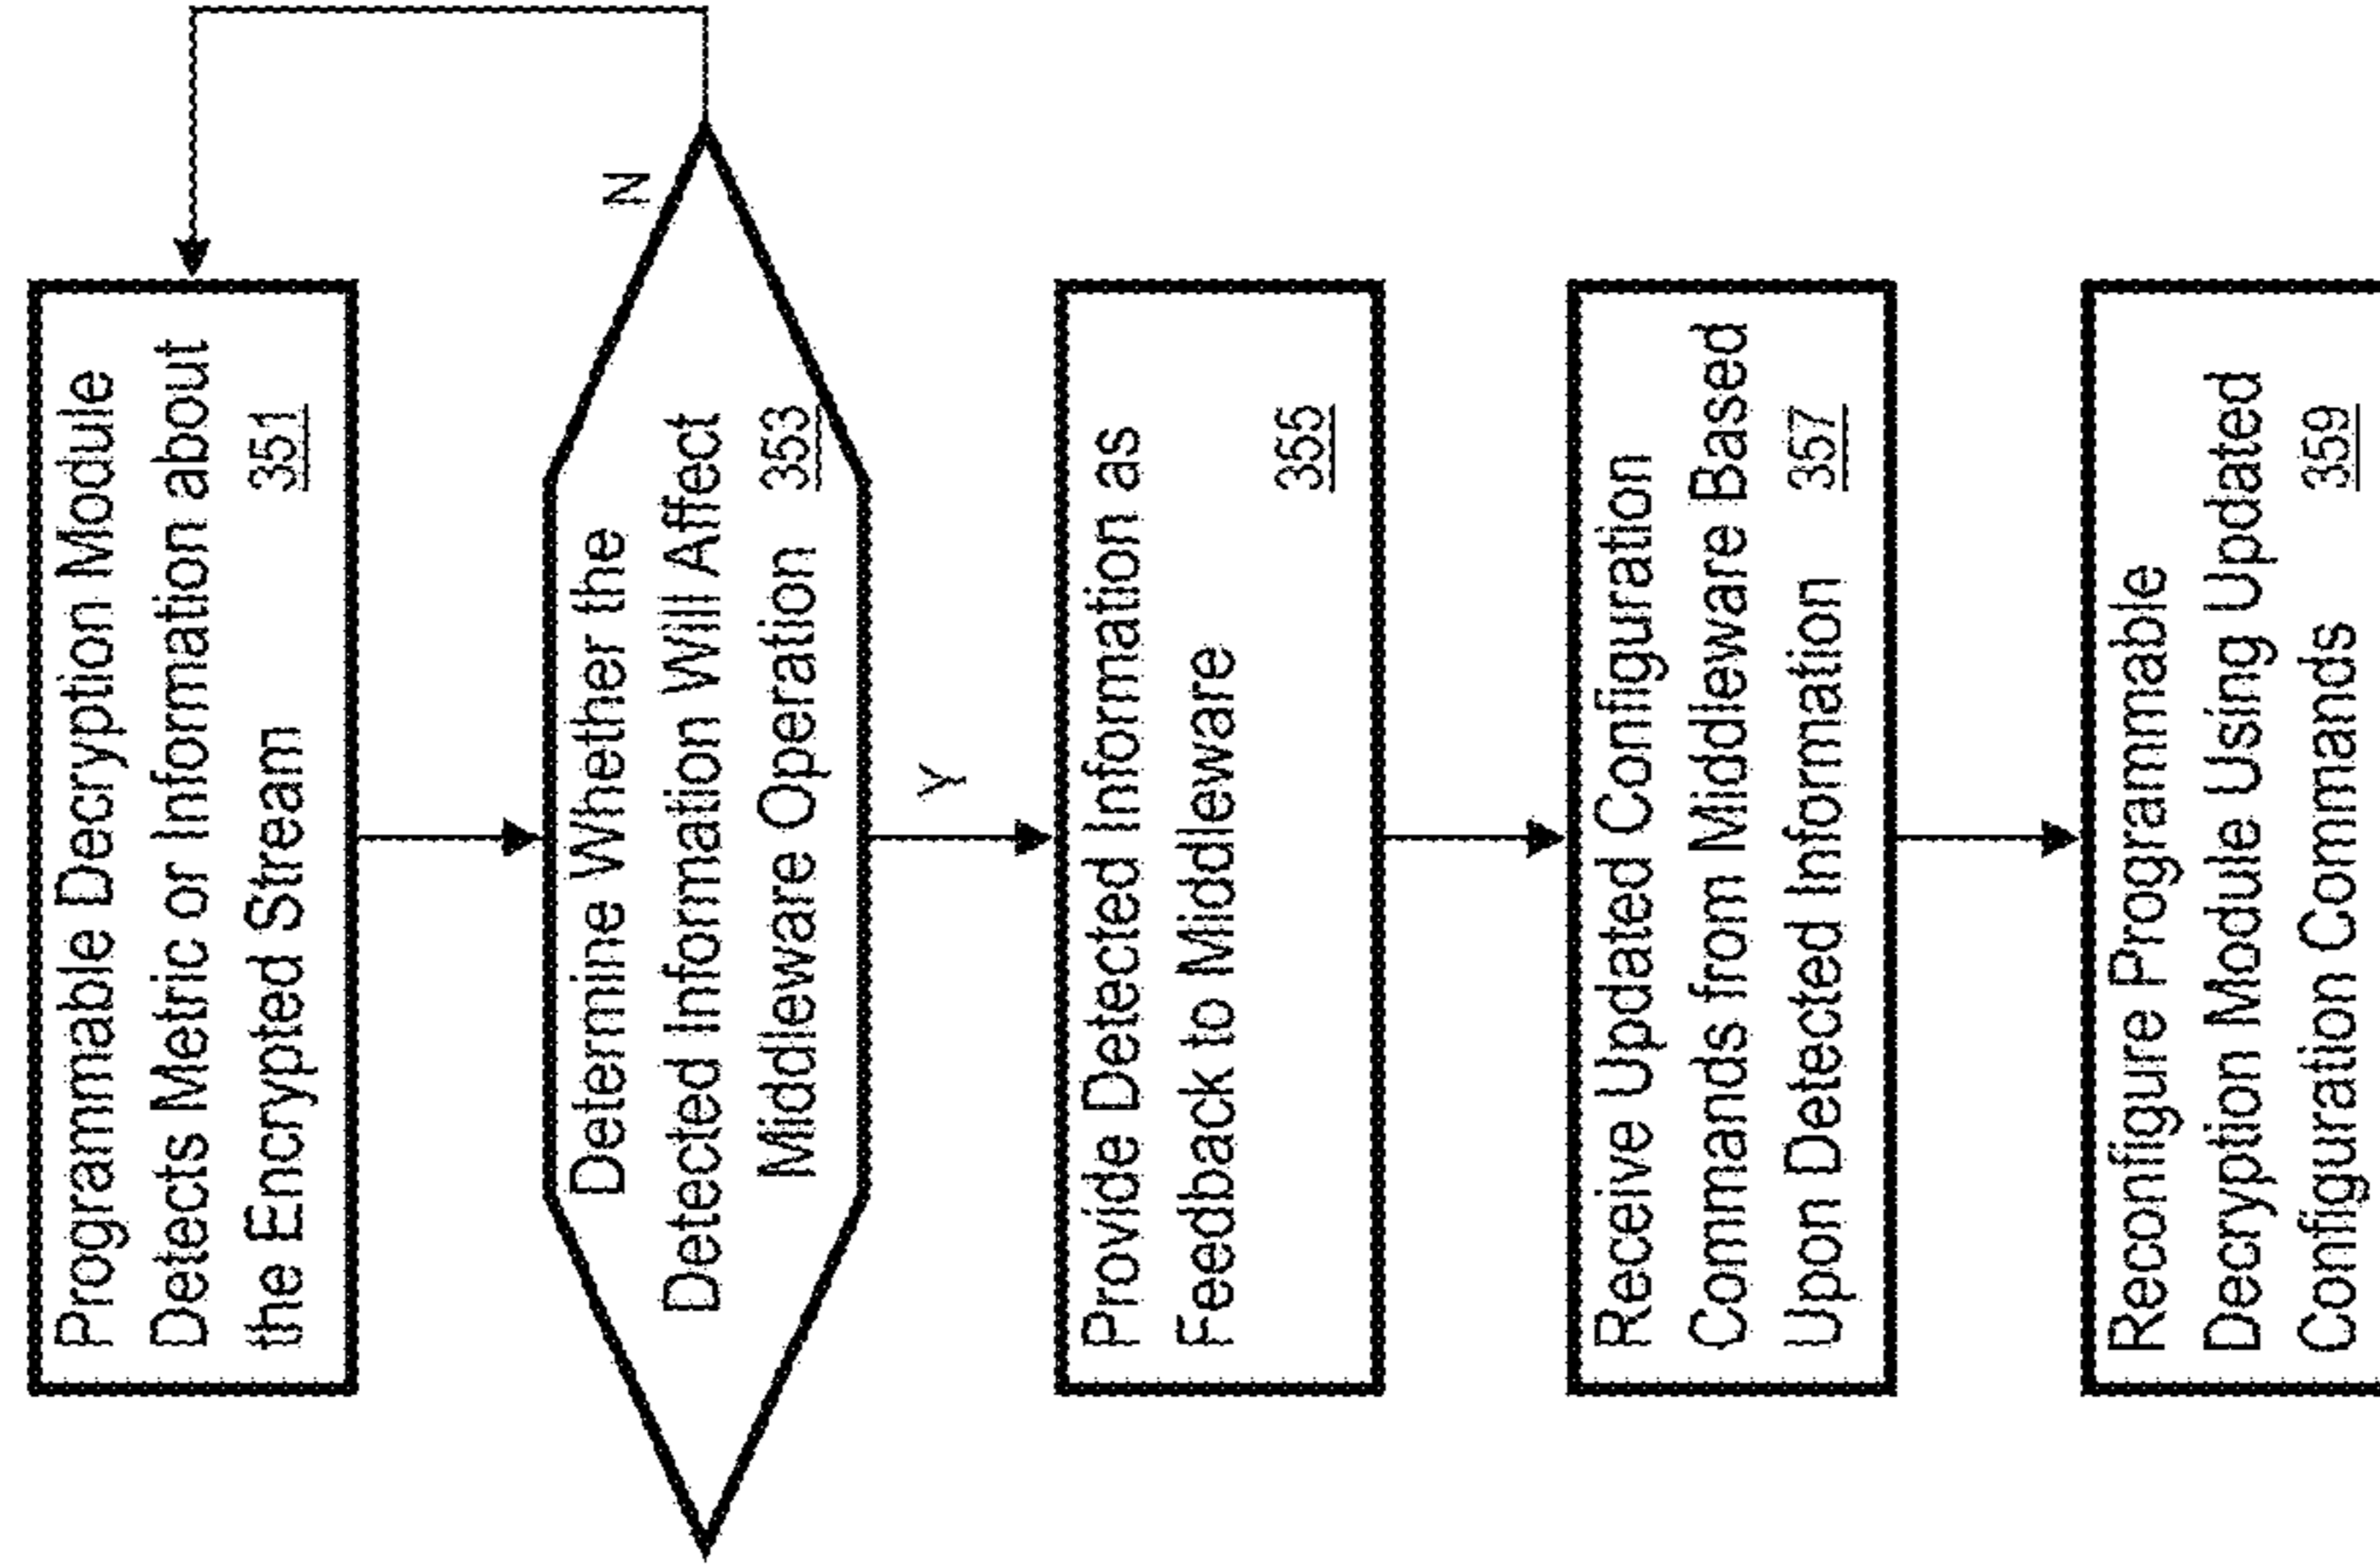 Programmable Decryption Module
Detects Metric or Information about
the Encrypted Stream 351
Determine Whether the
Detected Information Will Affect
Middleware Operation 353
N
Y
Provide Detected Information as
Feedback to Middleware
355
Receive Updated Configuration
Commands from Middleware Based
Upon Detected Information 357
Reconfigure Programmable
Decryption Module Using Updated
Configuration Commands 359